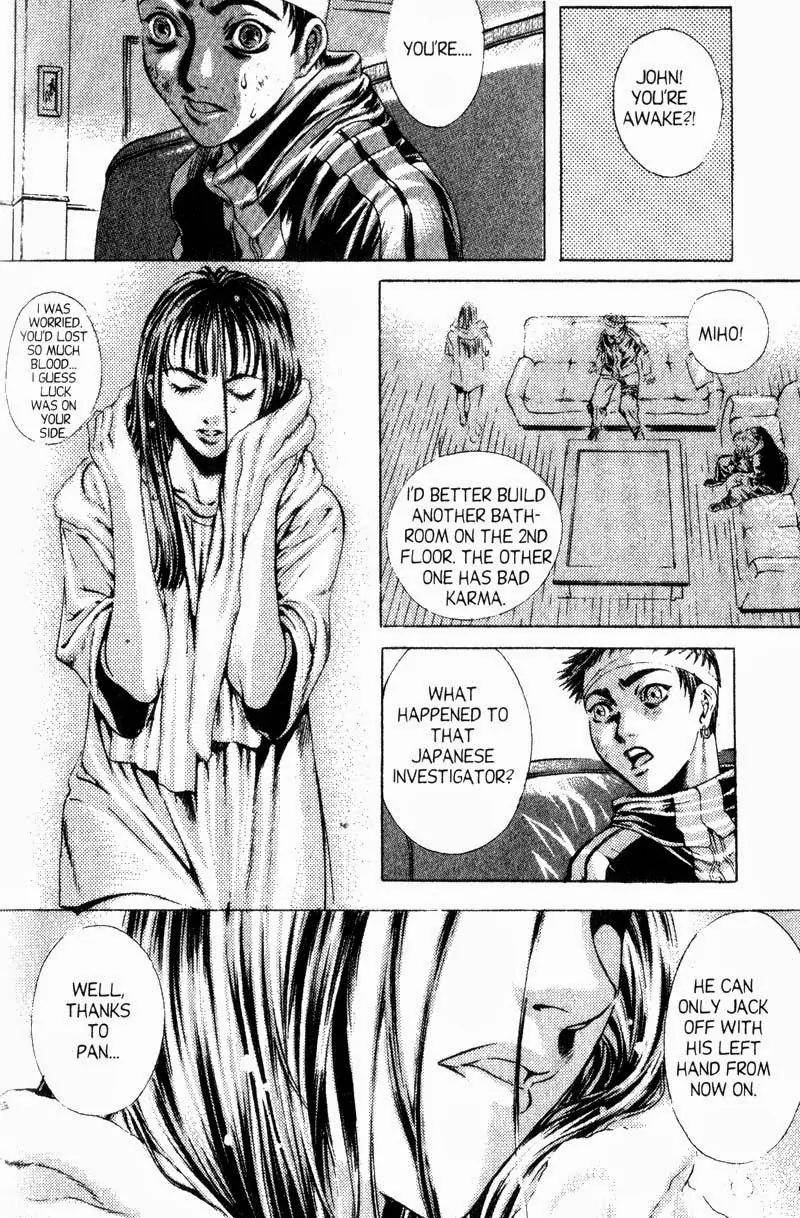 JOHN!
YOU'RE
AWAKE?!
YOU'RE....
MIHO!
I'D BETTER BUILD
ANOTHER BATH-
ROOM ON THE 2ND
FLOOR. THE OTHER
ONE HAS BAD
KARMA.
I WAS
WORRIED.
YOU'D LOST
SO MUCH
BLOOD...
I GUESS
LUCK
WAS ON
YOUR
SIDE.
WHAT
HAPPENED TO
THAT
JAPANESE
INVESTIGATOR?
HE CAN
ONLY JACK
OFF WITH
HIS LEFT
HAND FROM
NOW ON.
WELL,
THANKS
TO
PAN...